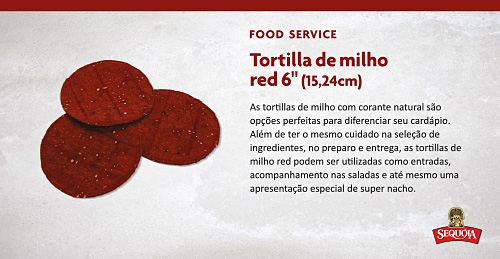 FOOD SERVICE
Tortilla de milho
red 6" (15,24cm)
As tortillas de milho com corante natural são
opções perfeitas para diferenciar seu cardápio.
Além de ter o mesmo cuidado na seleção de
ingredientes, no preparo e entrega, as tortillas de
milho red podem ser utilizadas como entradas,
acompanhamento nas saladas e até mesmo uma
apresentação especial de super nacho.
SEQUOIA